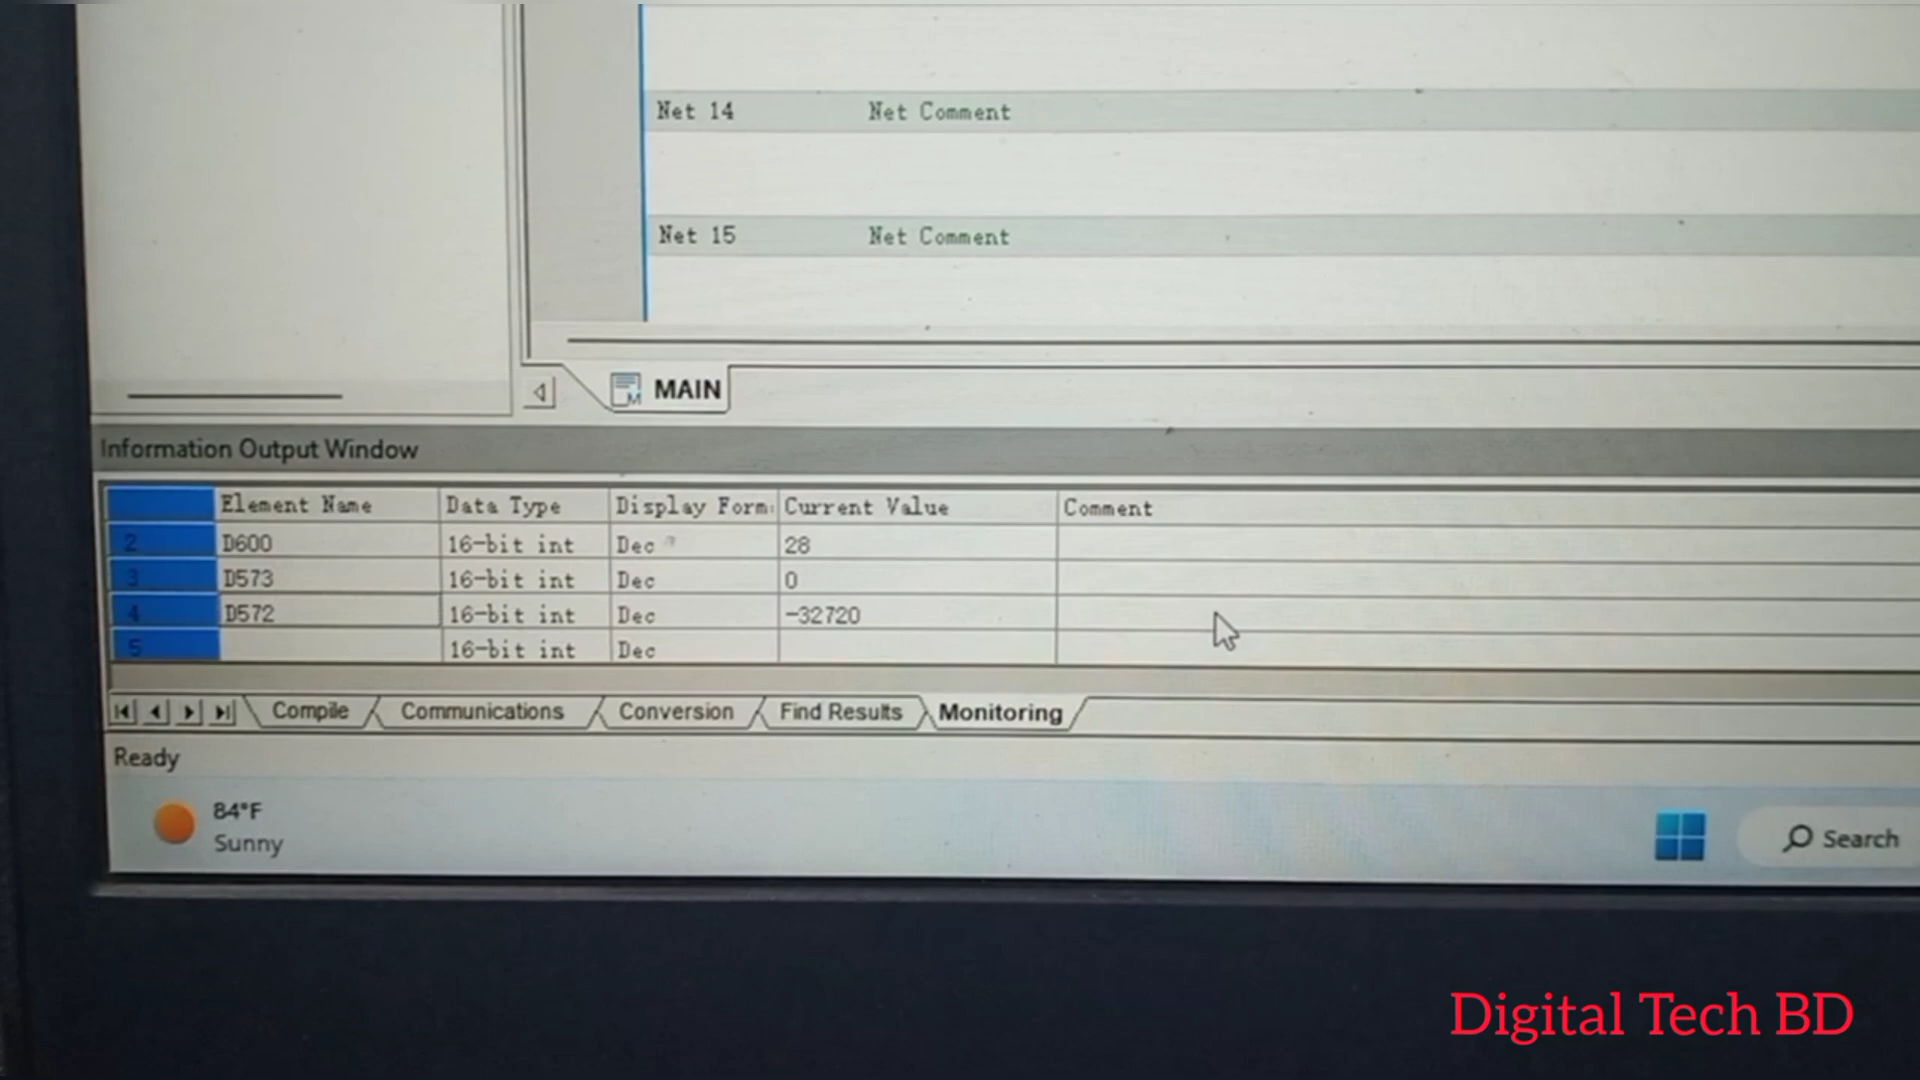 Net 14 Net Comment
Net 15 Net Comment
MAIN
Information Output Window
Element Name Data Type Display Form Current Value Comment
2 D600 16-bit int Dec 28
3 D573 16-bit int Dec 0
4 D572 16-bit int Dec -32720
5 16-bit int Dec
Compile Communications Conversion Find Results Monitoring
Ready
84°F
Sunny
Search
Digital Tech BD